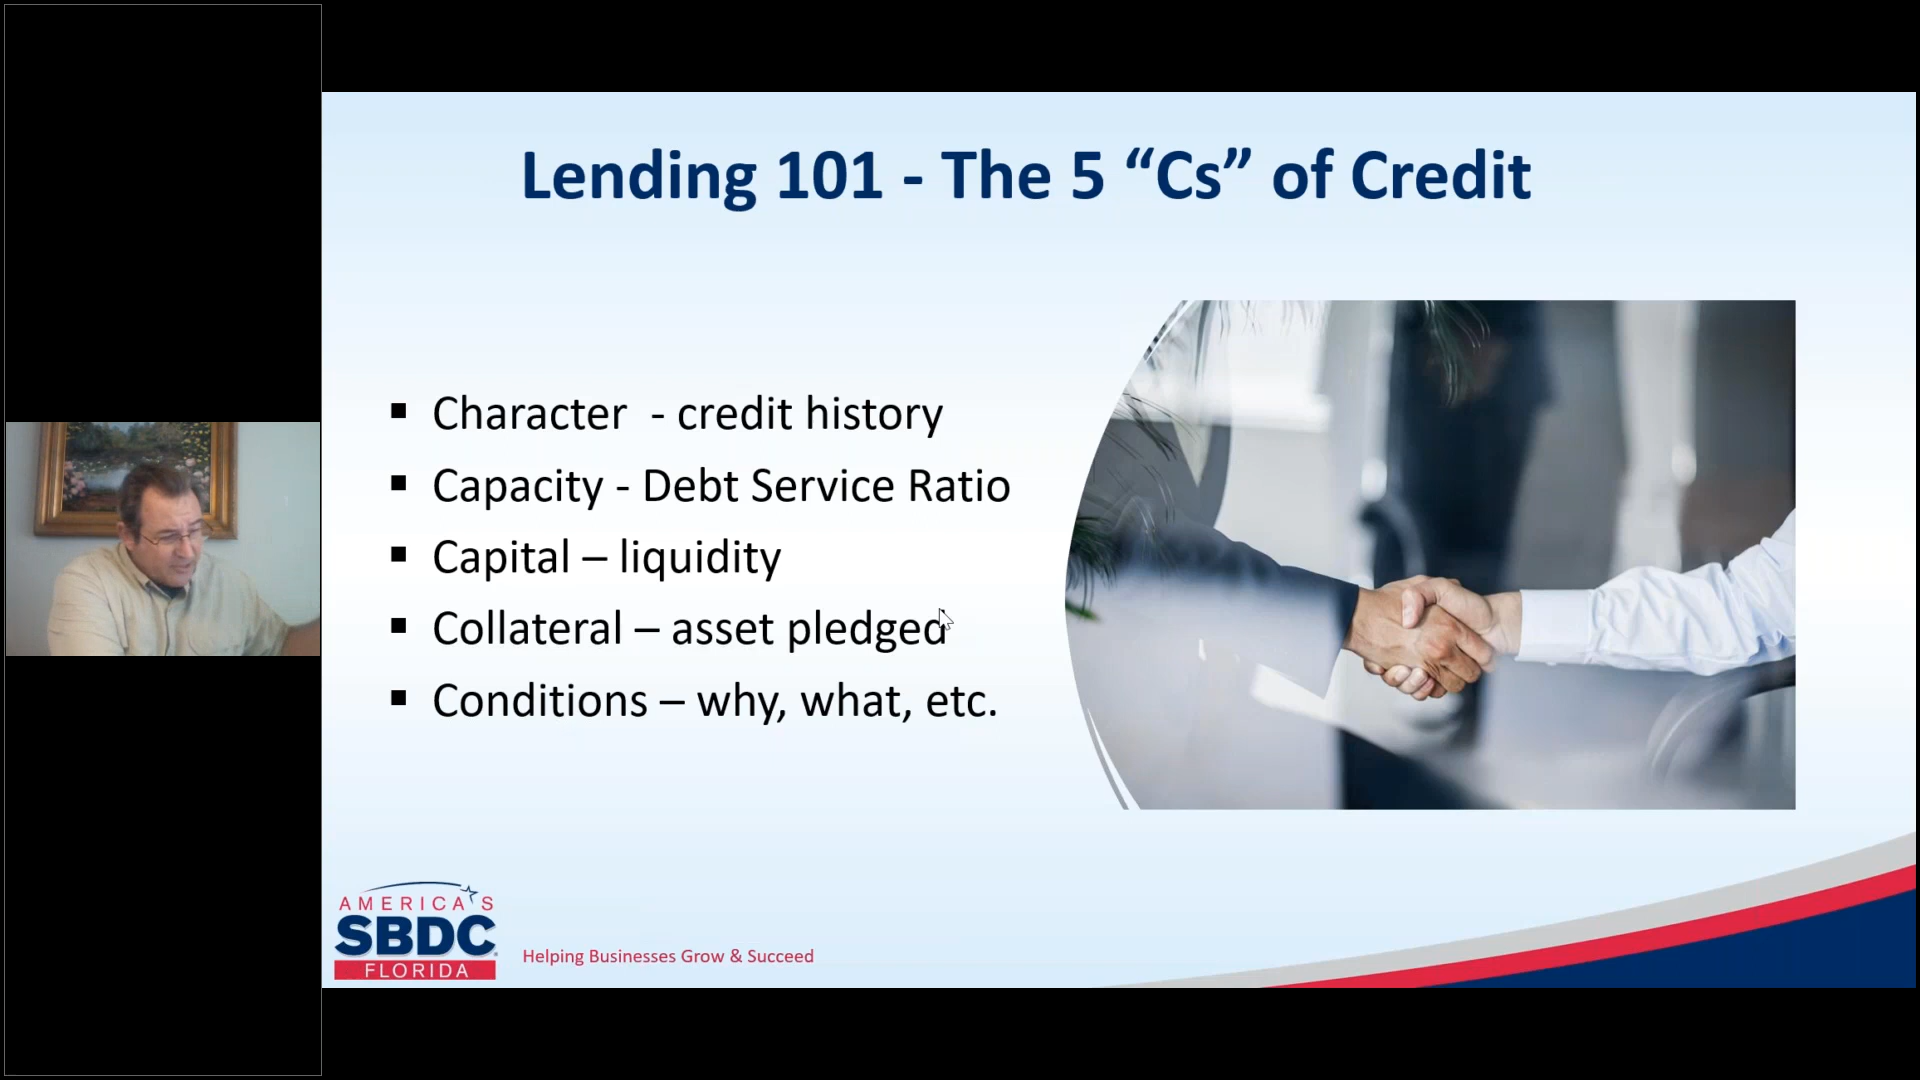 Lending 101 - The 5 “Cs” of Credit
Character - credit history
Capacity - Debt Service Ratio
Capital – liquidity
Collateral – asset pledged
Conditions – why, what, etc.
AMERICA'S
SBDC
FLORIDA
Helping Businesses Grow & Succeed